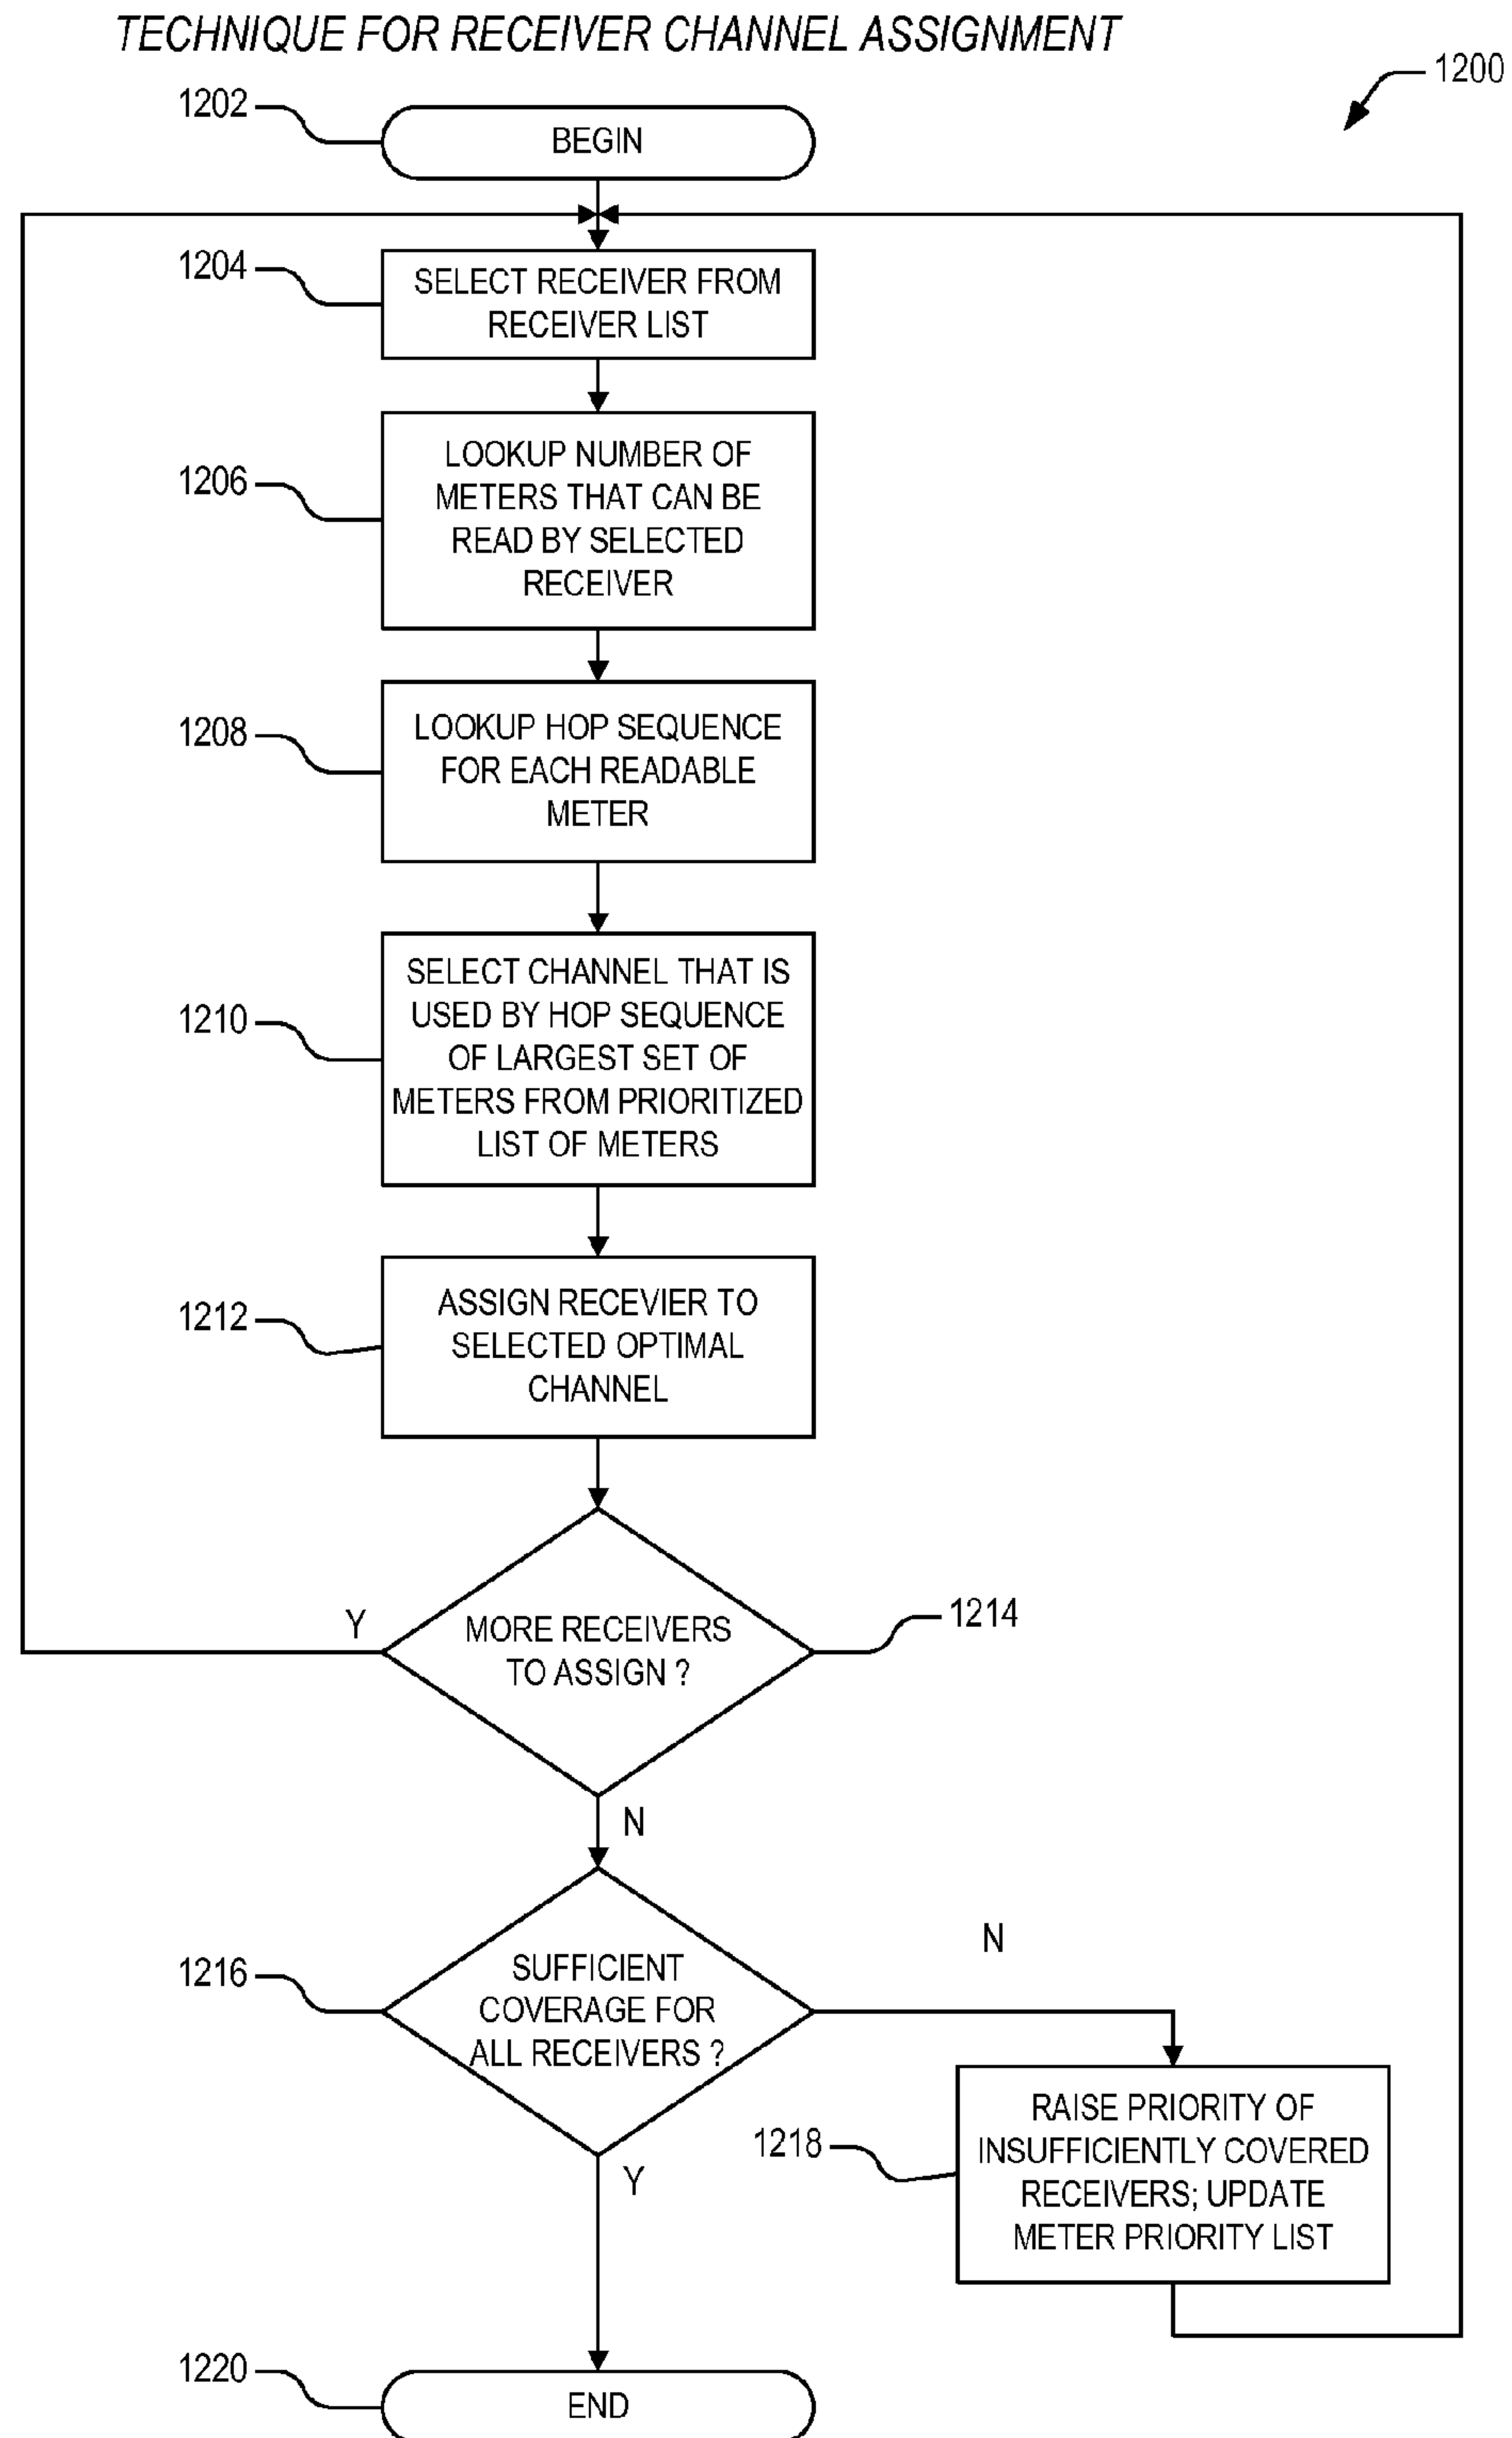 TECHNIQUE FOR RECEIVER CHANNEL ASSIGNMENT
1200
1202
BEGIN
1204
SELECT RECEIVER FROM
RECEIVER LIST
1206
LOOKUP NUMBER OF
METERS THAT CAN BE
READ BY SELECTED
RECEIVER
1208
LOOKUP HOP SEQUENCE
FOR EACH READABLE
METER
1210
SELECT CHANNEL THAT IS
USED BY HOP SEQUENCE
OF LARGEST SET OF
METERS FROM PRIORITIZED
LIST OF METERS
1212
ASSIGN RECEVIER TO
SELECTED OPTIMAL
CHANNEL
Y
MORE RECEIVERS
TO ASSIGN ?
1214
N
1216
SUFFICIENT
COVERAGE FOR
ALL RECEIVERS ?
N
Y
1218
RAISE PRIORITY OF
INSUFFICIENTLY COVERED
RECEIVERS; UPDATE
METER PRIORITY LIST
1220
END